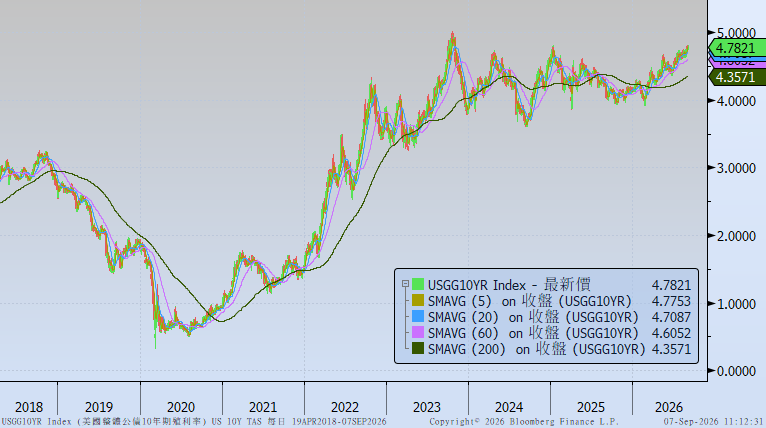 5.0000
4.7821
4.3571
4.0000
3.0000
2.0000
1.0000
0.0000
USGG10YR Index - 最新價 4.7821
SMAVG (5) on 收盤 (USGG10YR) 4.7753
SMAVG (20) on 收盤 (USGG10YR) 4.7087
SMAVG (60) on 收盤 (USGG10YR) 4.6052
SMAVG (200) on 收盤 (USGG10YR) 4.3571
2018 2019 2020 2021 2022 2023 2024 2025 2026
USGG10YR Index (美國整體公債10年期殖利率) US 10Y TAS 每日 19APR2018-07SEP2026 Copyright© 2026 Bloomberg Finance L.P. 07-Sep-2026 11:12:31